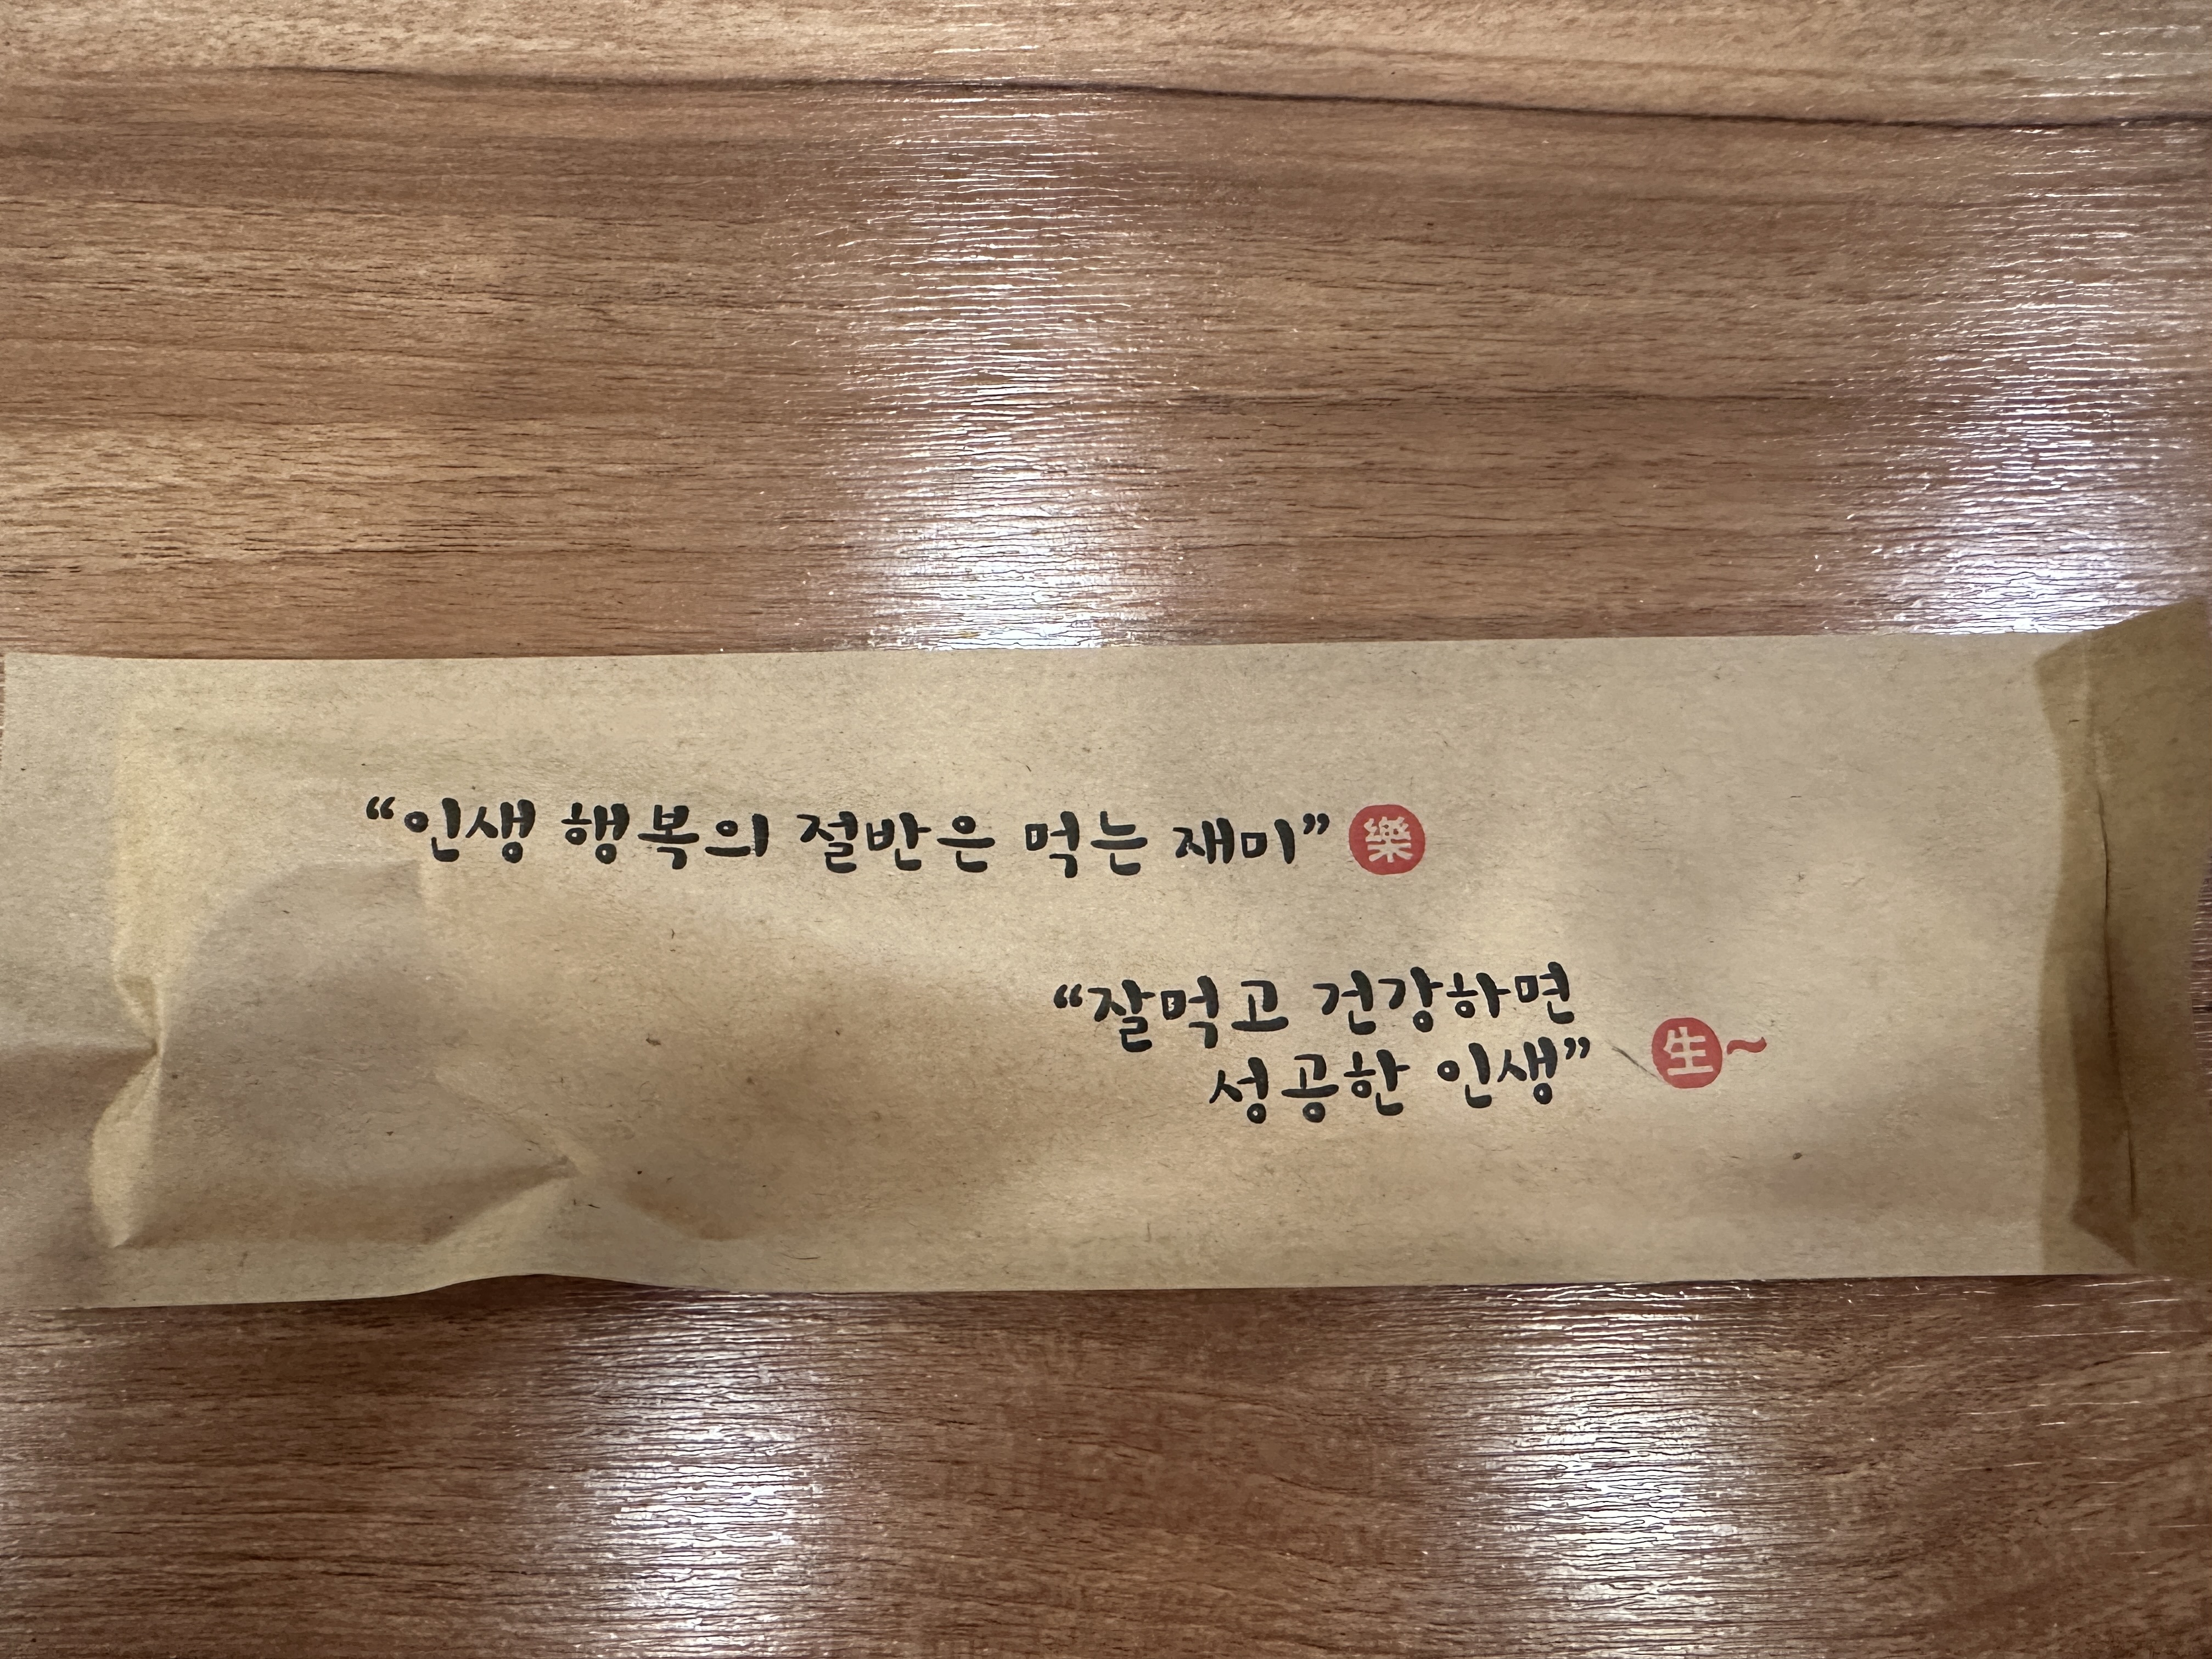 “인생 행복의 절반은 먹는 재미” 樂
“잘먹고 건강하면
성공한 인생” 生~